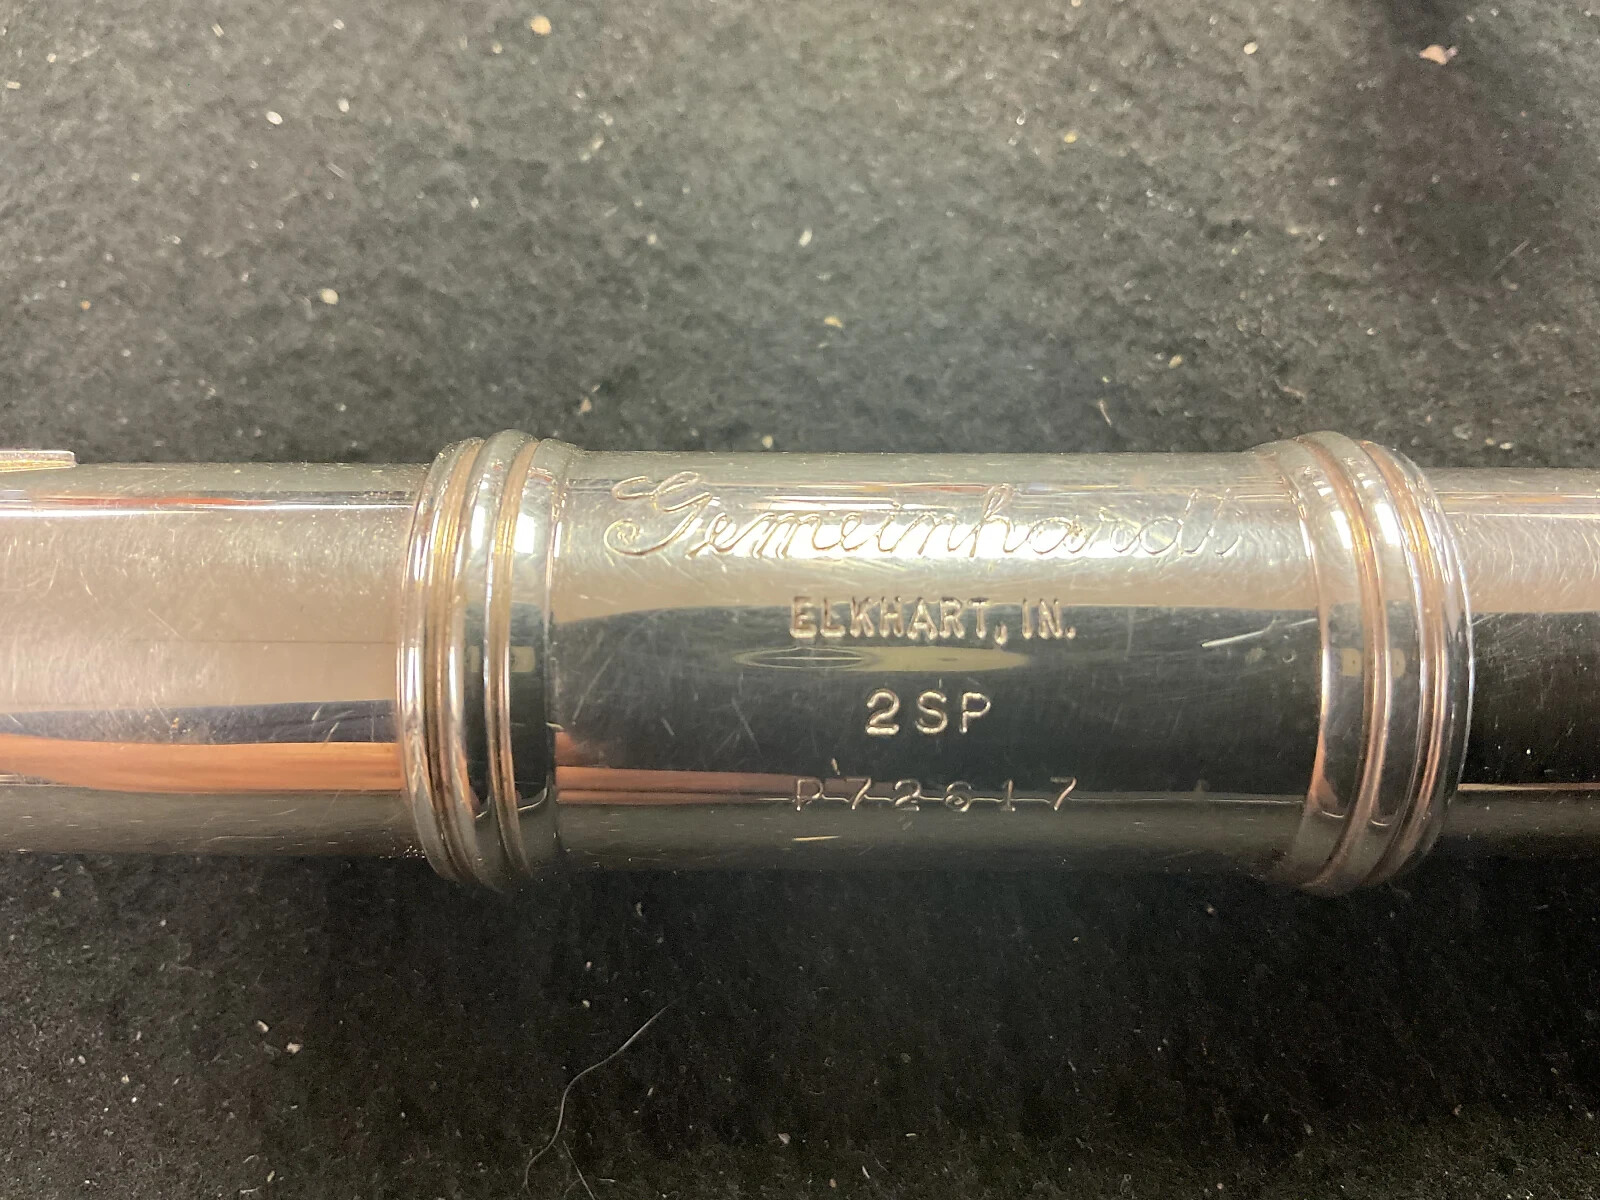 Gemeinhardt
ELKHART, IN.
2SP
P72617